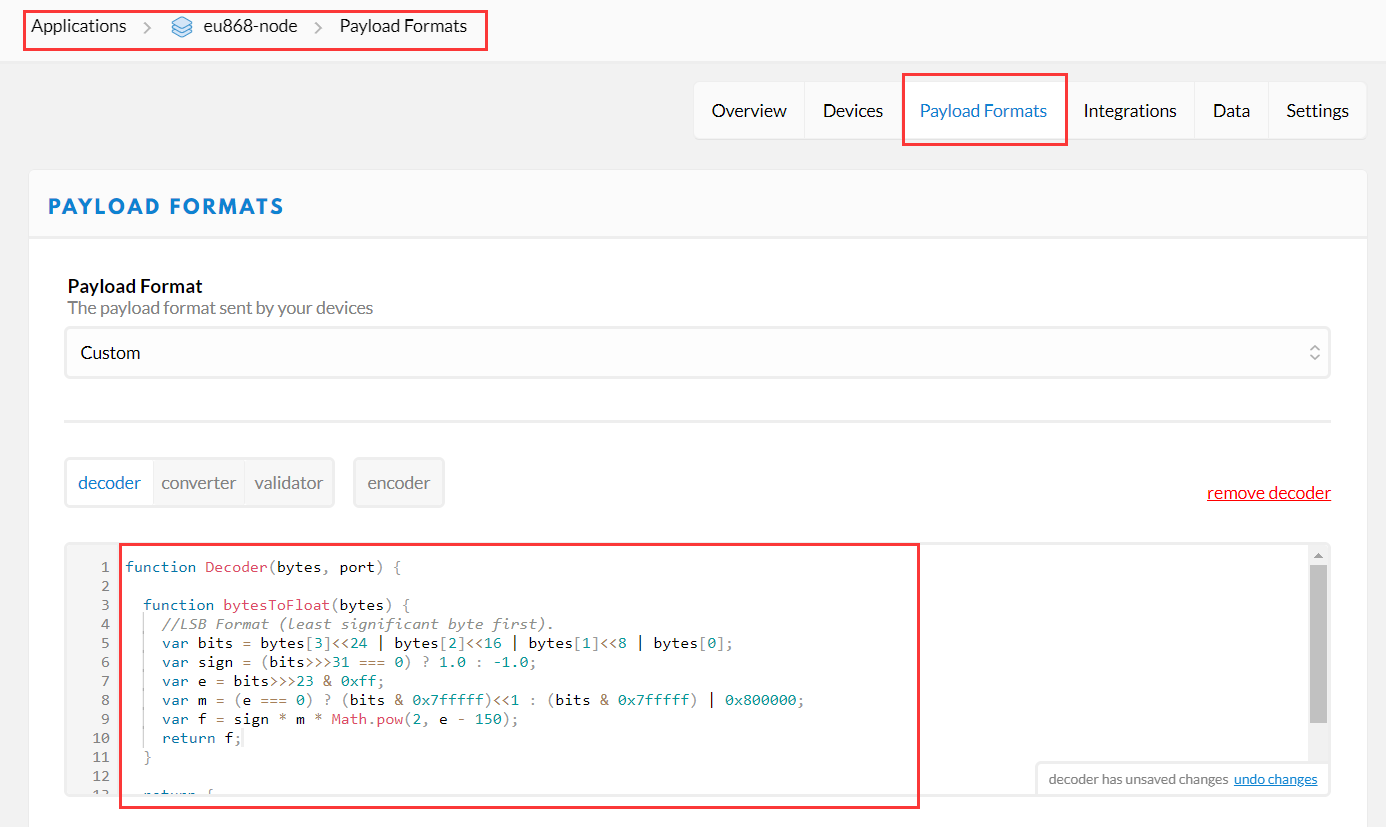 Applications > eu868-node > Payload Formats
Overview Devices Payload Formats Integrations Data Settings
PAYLOAD FORMATS
Payload Format
The payload format sent by your devices
Custom
decoder converter validator encoder
remove decoder
1 function Decoder(bytes, port) {
2
3 function bytesToFloat(bytes) {
4 //LSB Format (least significant byte first).
5 var bits = bytes[3]<<24 | bytes[2]<<16 | bytes[1]<<8 | bytes[0];
6 var sign = (bits>>>31 === 0) ? 1.0 : -1.0;
7 var e = bits>>>23 & 0xff;
8 var m = (e === 0) ? (bits & 0x7fffff)<<1 : (bits & 0x7fffff) | 0x800000;
9 var f = sign * m * Math.pow(2, e - 150);
10 return f;
11 }
12
13 return {
decoder has unsaved changes undo changes